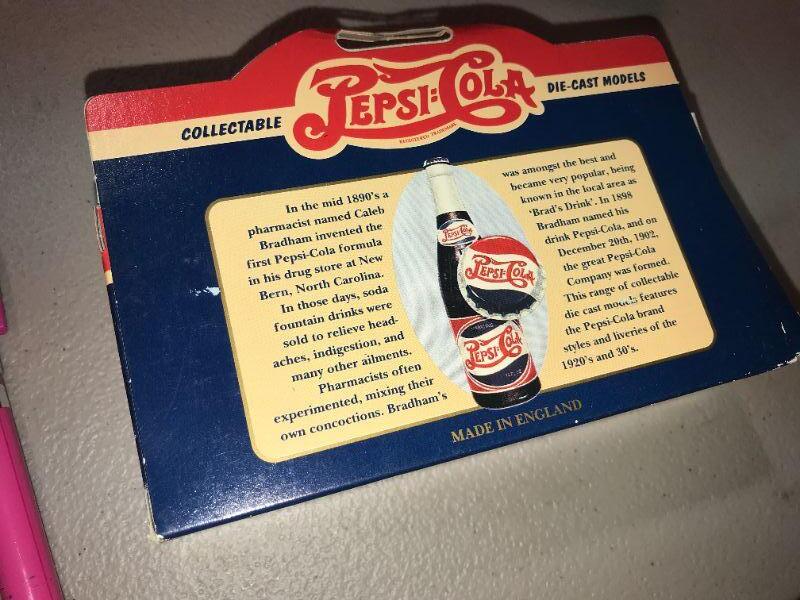 COLLECTABLE
PEPSI:COLA
DIE-CAST MODELS
REGISTERED TRADEMARK
In the mid 1890's a
pharmacist named Caleb
Bradham invented the
first Pepsi-Cola formula
in his drug store at New
Bern, North Carolina.
In those days, soda
fountain drinks were
sold to relieve head-
aches, indigestion, and
many other ailments.
Pharmacists often
experimented, mixing their
own concoctions. Bradham's
PEPSI:COLA
PEPSI:COLA
PEPSI:COLA
was amongst the best and
became very popular, being
known in the local area as
'Brad's Drink'. In 1898
Bradham named his
drink Pepsi-Cola, and on
December 20th, 1902,
the great Pepsi-Cola
Company was formed.
This range of collectable
die cast models features
the Pepsi-Cola brand
styles and liveries of the
1920's and 30's.
MADE IN ENGLAND